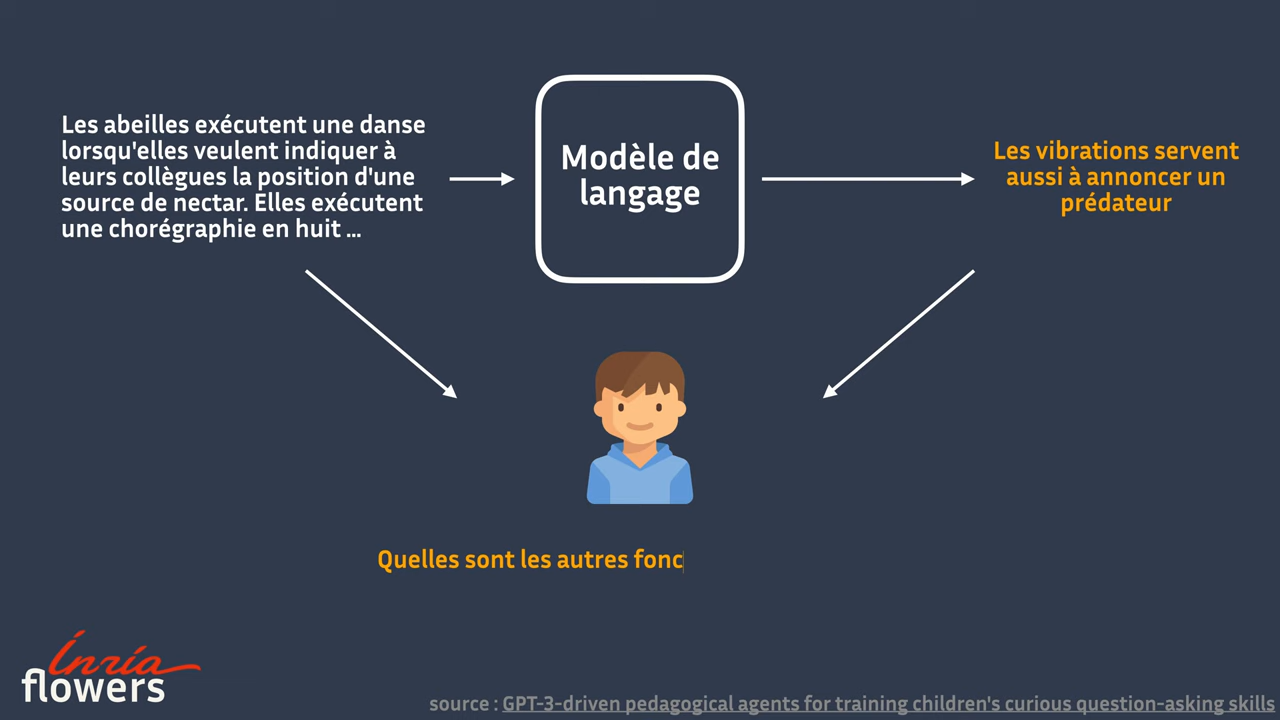 Les abeilles exécutent une danse
lorsqu'elles veulent indiquer à
leurs collègues la position d'une
source de nectar. Elles exécutent
une chorégraphie en huit ...
Modèle de
langage
Les vibrations servent
aussi à annoncer un
prédateur
Quelles sont les autres fonc
Inria
flowers
source : GPT-3-driven pedagogical agents for training children's curious question-asking skills